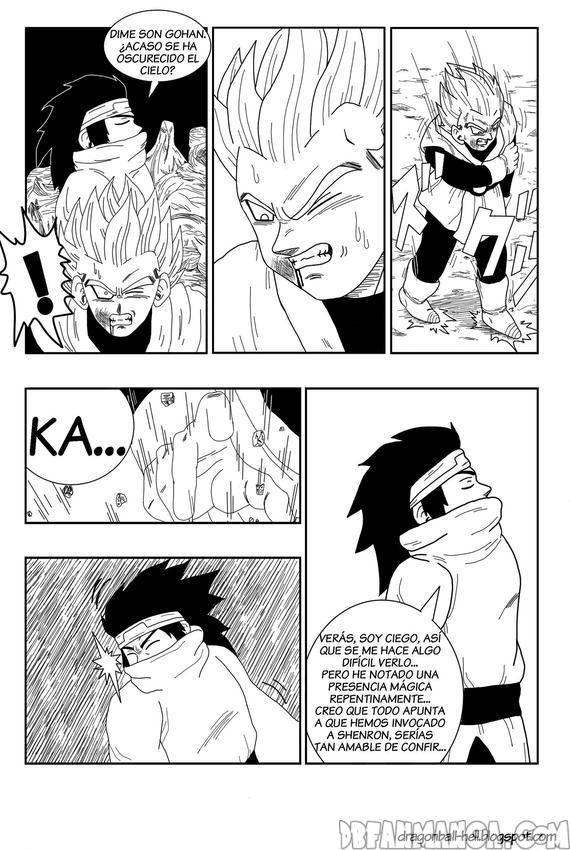 DIME SON GOHAN.
¿ACASO SE HA
OSCURECIDO EL
CIELO?
!
KA...
VERÁS, SOY CIEGO, ASÍ
QUE SE ME HACE ALGO
DIFÍCIL VERLO...
PERO HE NOTADO UNA
PRESENCIA MÁGICA
REPENTINAMENTE...
CREO QUE TODO APUNTA
A QUE HEMOS INVOCADO
A SHENRON, SERÍAS
TAN AMABLE DE CONFIR...
dragonball-hell.blogspot.
DBFANMANGA.COM